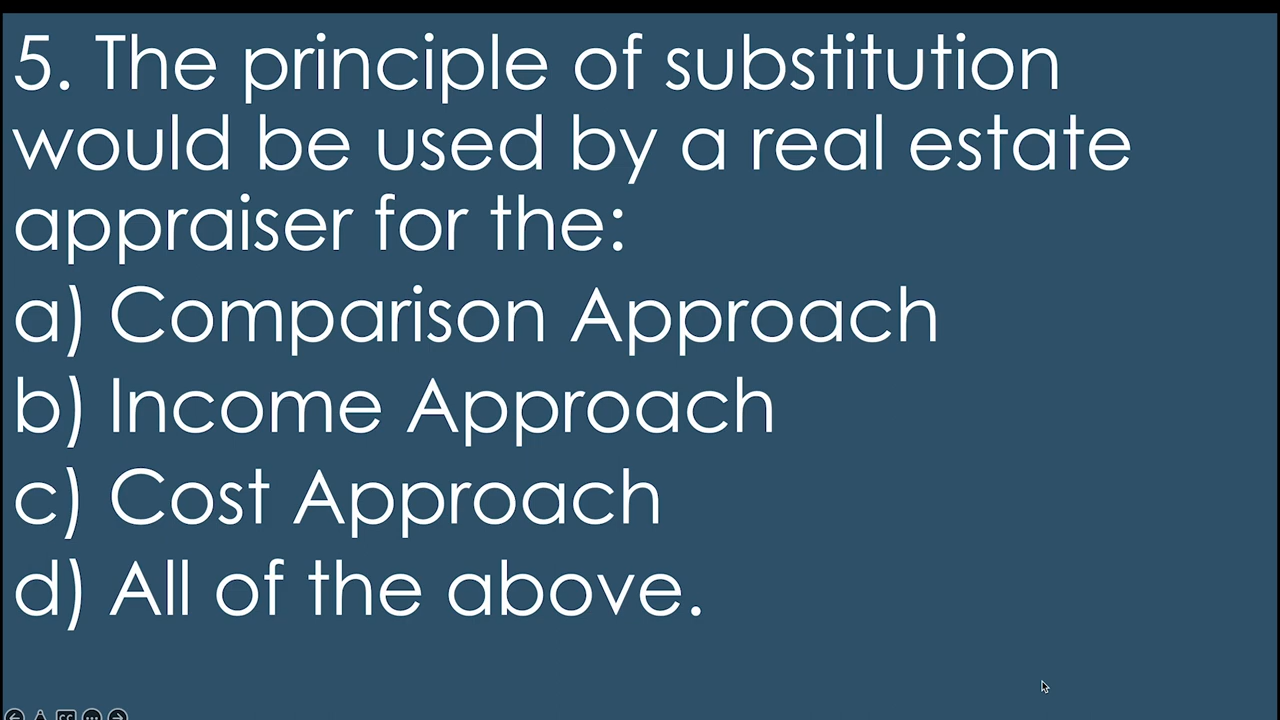 5. The principle of substitution
would be used by a real estate
appraiser for the:
a) Comparison Approach
b) Income Approach
c) Cost Approach
d) All of the above.